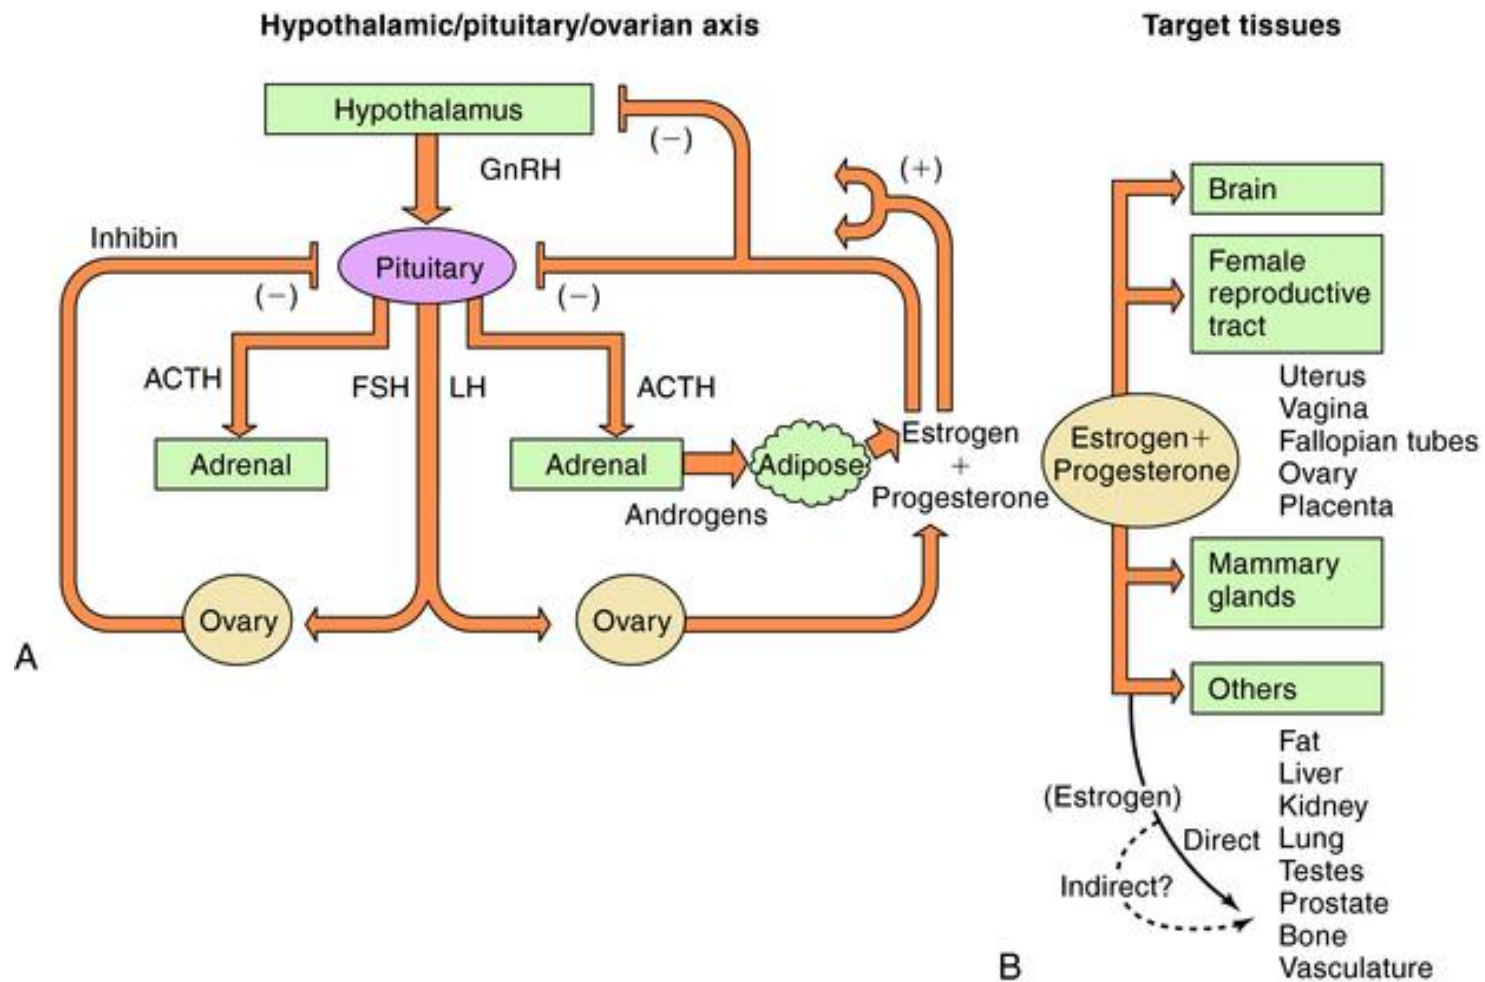 Hypothalamic/pituitary/ovarian axis
Hypothalamus
(−)
GnRH
(+)
Inhibin
Pituitary
(−)
(−)
ACTH
FSH
LH
ACTH
Adrenal
Adrenal
Adipose
Androgens
Estrogen
+
Progesterone
Ovary
Ovary
A
Target tissues
Brain
Female
reproductive
tract
Uterus
Vagina
Fallopian tubes
Ovary
Placenta
Estrogen+
Progesterone
Mammary
glands
Others
Fat
Liver
Kidney
Lung
Testes
Prostate
Bone
Vasculature
(Estrogen)
Direct
Indirect?
B